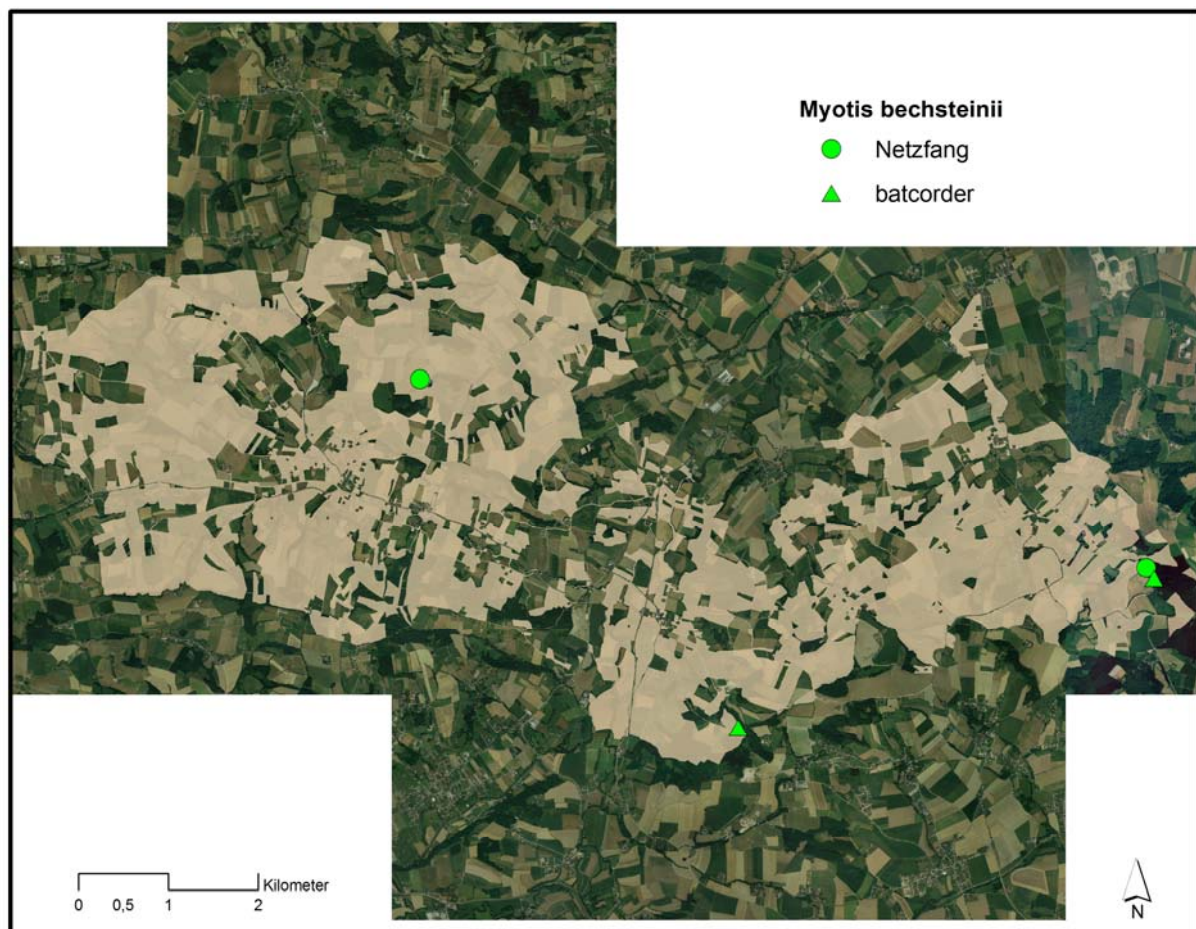 Myotis bechsteinii
Netzfang
batcorder
Kilometer
0 0,5 1 2
N